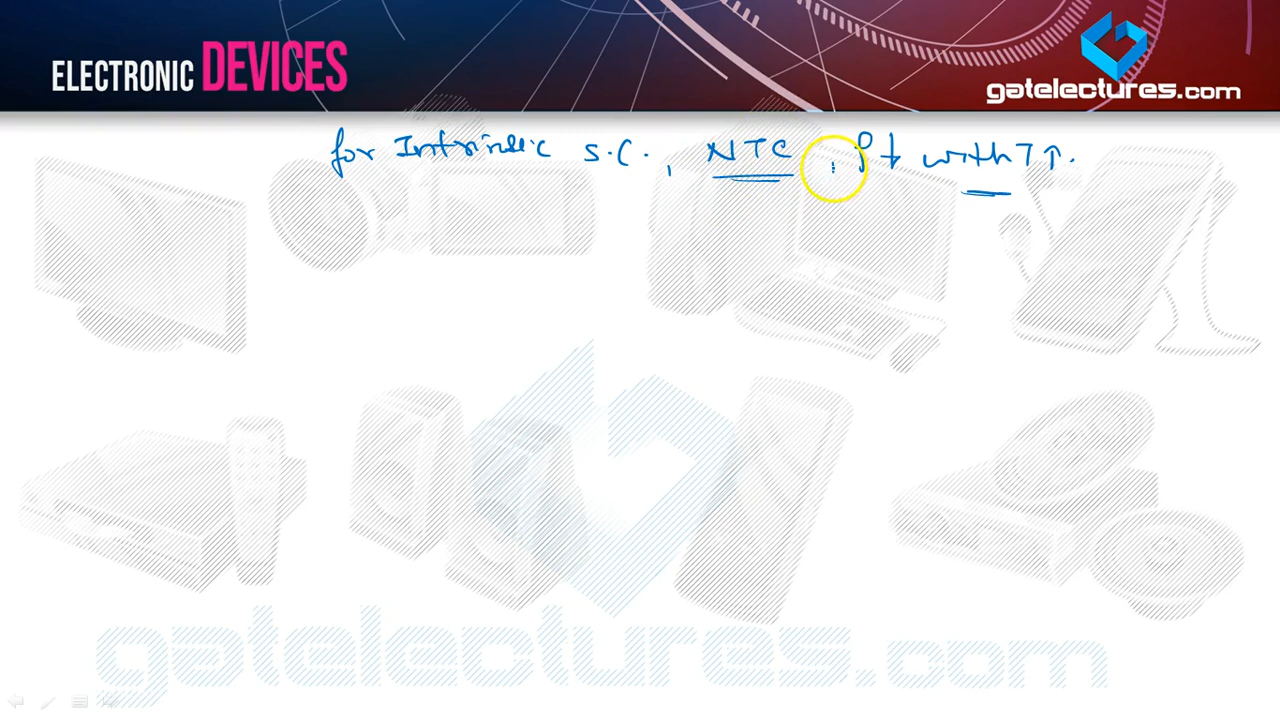 ELECTRONIC DEVICES
gatelectures.com
for Intrinsic s.c., NTC, ρ↓ with T↑.
gatelectures.com